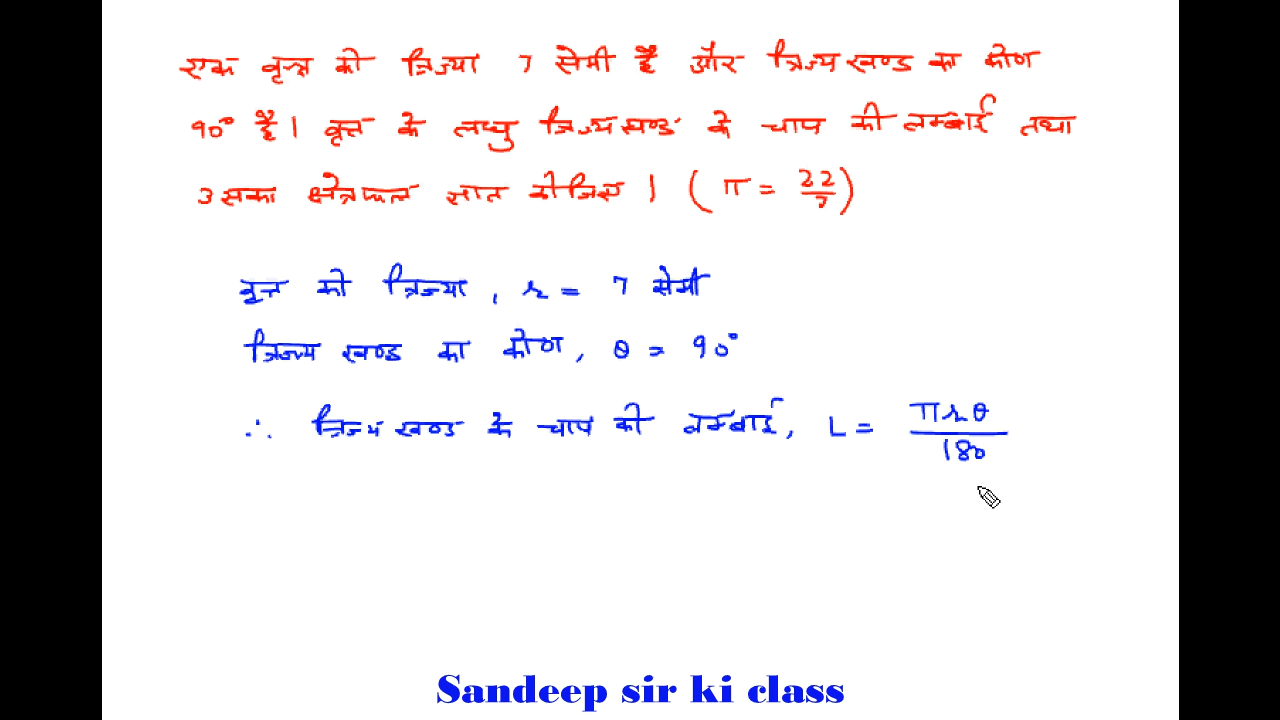 एक वृत्त की त्रिज्या 7 सेमी है और त्रिज्यखण्ड का कोण
90° है। वृत्त के लघु त्रिज्यखण्ड के चाप की लम्बाई तथा
उसका क्षेत्रफल ज्ञात कीजिए। (π = 22/7)
वृत्त की त्रिज्या, r = 7 सेमी
त्रिज्य खण्ड का कोण, θ = 90°
∴ त्रिज्य खण्ड के चाप की लम्बाई, L = πrθ/180
Sandeep sir ki class